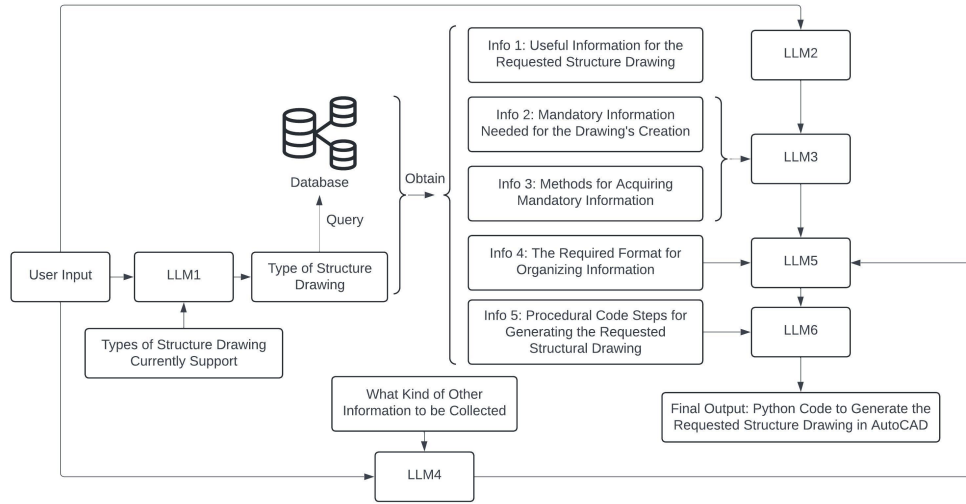 Info 1: Useful Information for the
Requested Structure Drawing
LLM2
Info 2: Mandatory Information
Needed for the Drawing's Creation
LLM3
Database
Obtain
Info 3: Methods for Acquiring
Mandatory Information
Query
User Input
LLM1
Type of Structure
Drawing
Info 4: The Required Format for
Organizing Information
LLM5
Types of Structure Drawing
Currently Support
Info 5: Procedural Code Steps for
Generating the Requested
Structural Drawing
LLM6
What Kind of Other
Information to be Collected
Final Output: Python Code to Generate the
Requested Structure Drawing in AutoCAD
LLM4